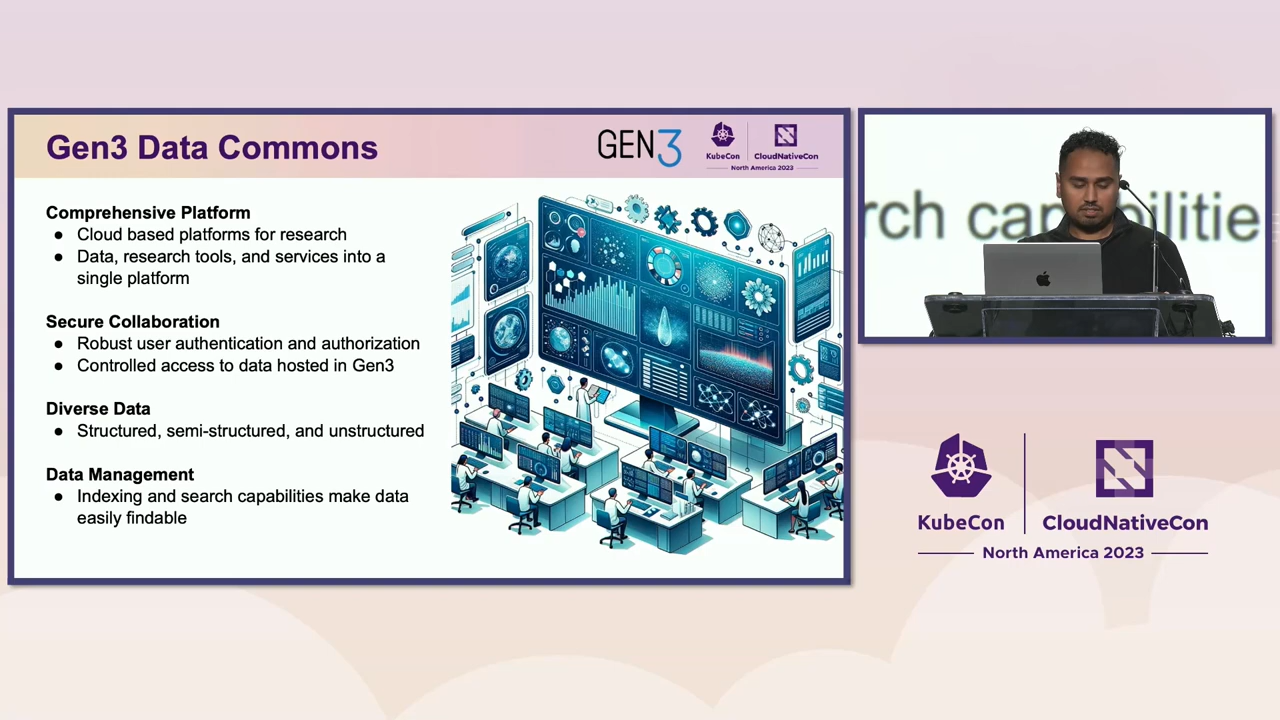 Gen3 Data Commons
GEN3
KubeCon
CloudNativeCon
North America 2023
Comprehensive Platform
● Cloud based platforms for research
● Data, research tools, and services into a
single platform
Secure Collaboration
● Robust user authentication and authorization
● Controlled access to data hosted in Gen3
Diverse Data
● Structured, semi-structured, and unstructured
Data Management
● Indexing and search capabilities make data
easily findable
rch capabilitie
KubeCon
CloudNativeCon
North America 2023